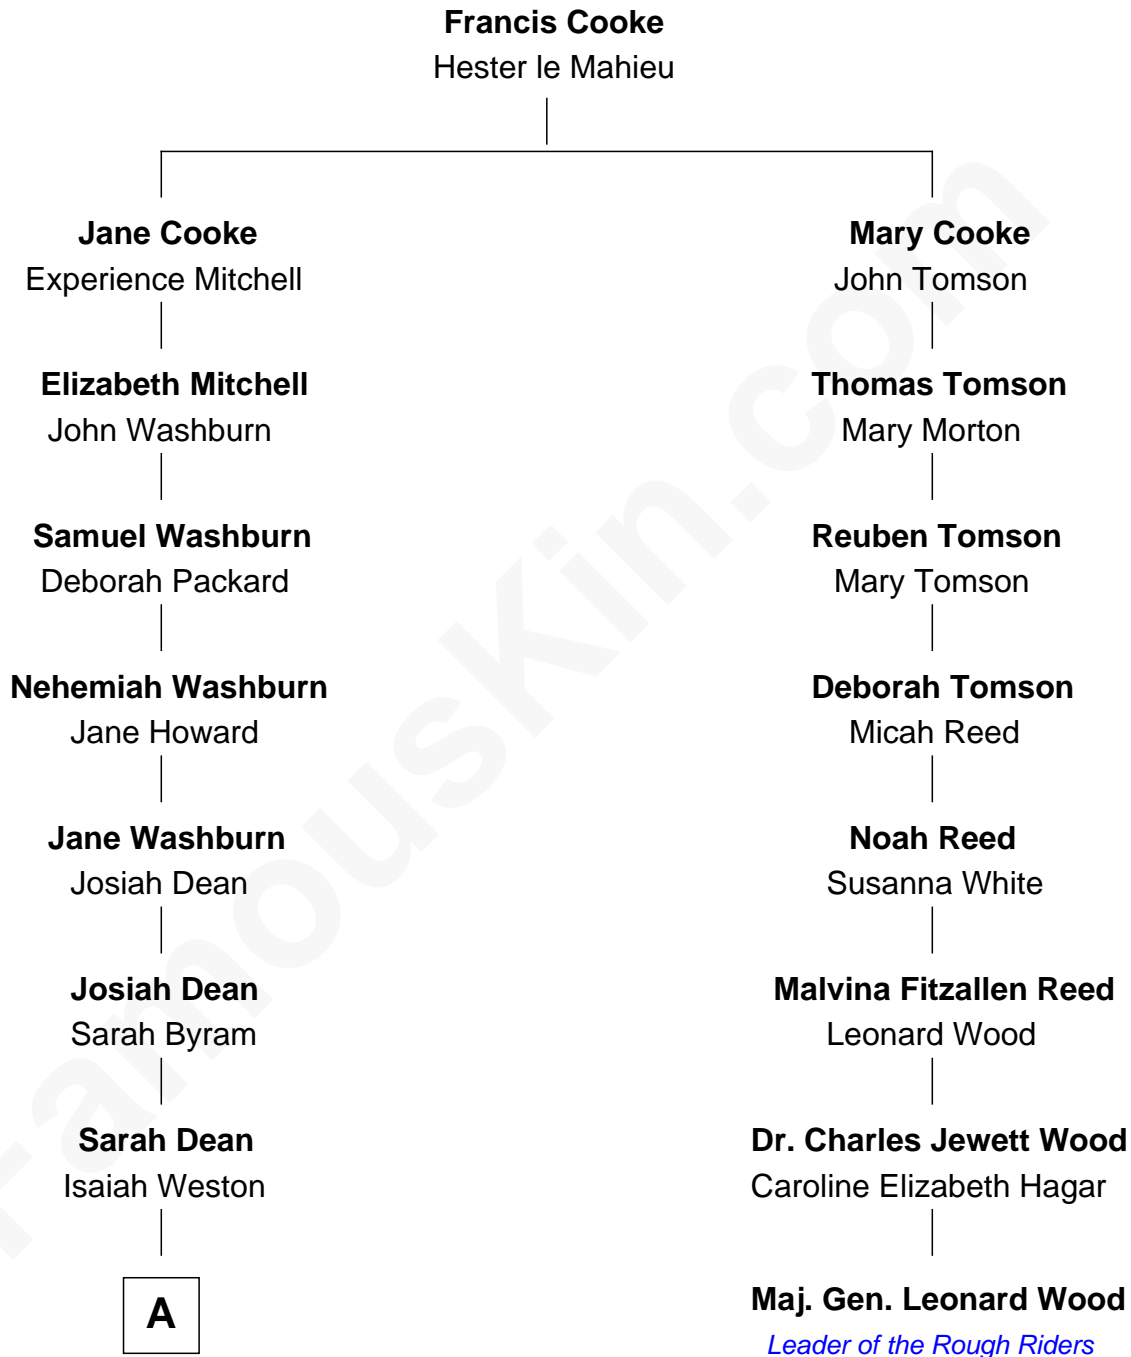 Francis Cooke
Hester le Mahieu
Jane Cooke
Experience Mitchell
Mary Cooke
John Tomson
Elizabeth Mitchell
John Washburn
Thomas Tomson
Mary Morton
Samuel Washburn
Deborah Packard
Reuben Tomson
Mary Tomson
Nehemiah Washburn
Jane Howard
Deborah Tomson
Micah Reed
Jane Washburn
Josiah Dean
Noah Reed
Susanna White
Josiah Dean
Sarah Byram
Malvina Fitzallen Reed
Leonard Wood
Sarah Dean
Isaiah Weston
Dr. Charles Jewett Wood
Caroline Elizabeth Hagar
A
Maj. Gen. Leonard Wood
Leader of the Rough Riders
FamousKin.com